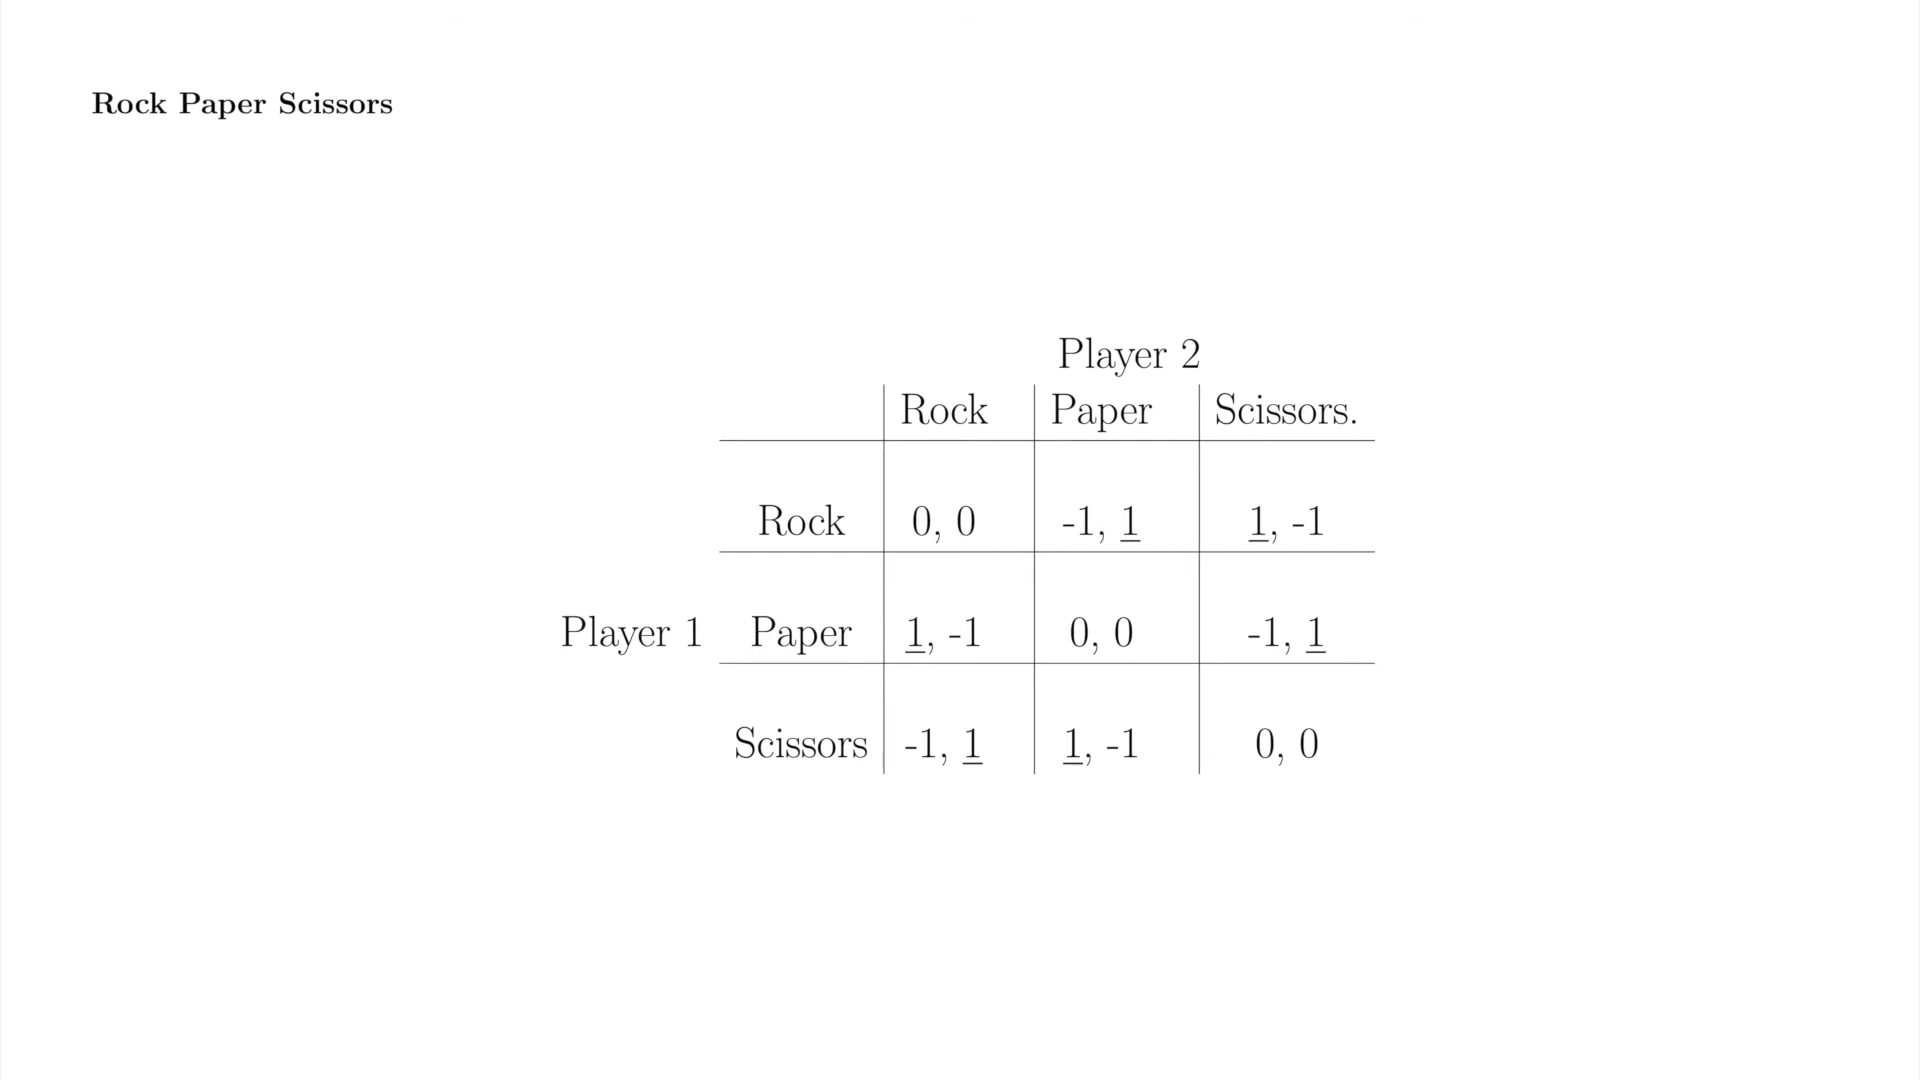 Rock Paper Scissors
Player 2
Rock Paper Scissors.
Rock 0, 0 -1, 1 1, -1
Player 1 Paper 1, -1 0, 0 -1, 1
Scissors -1, 1 1, -1 0, 0